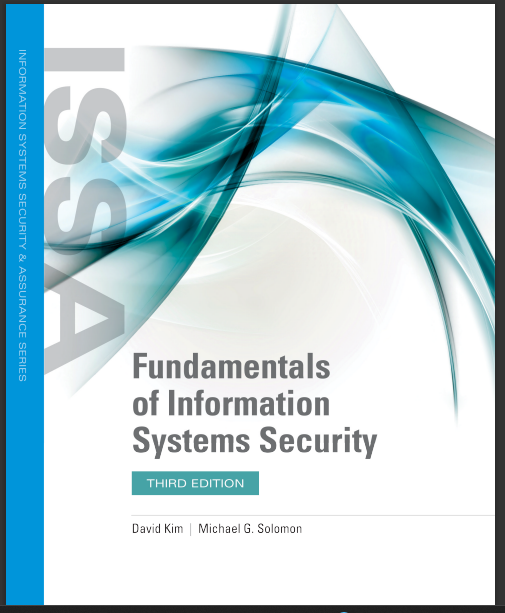 INFORMATION SYSTEMS SECURITY & ASSURANCE SERIES
ISSA
Fundamentals
of Information
Systems Security
THIRD EDITION
David Kim | Michael G. Solomon